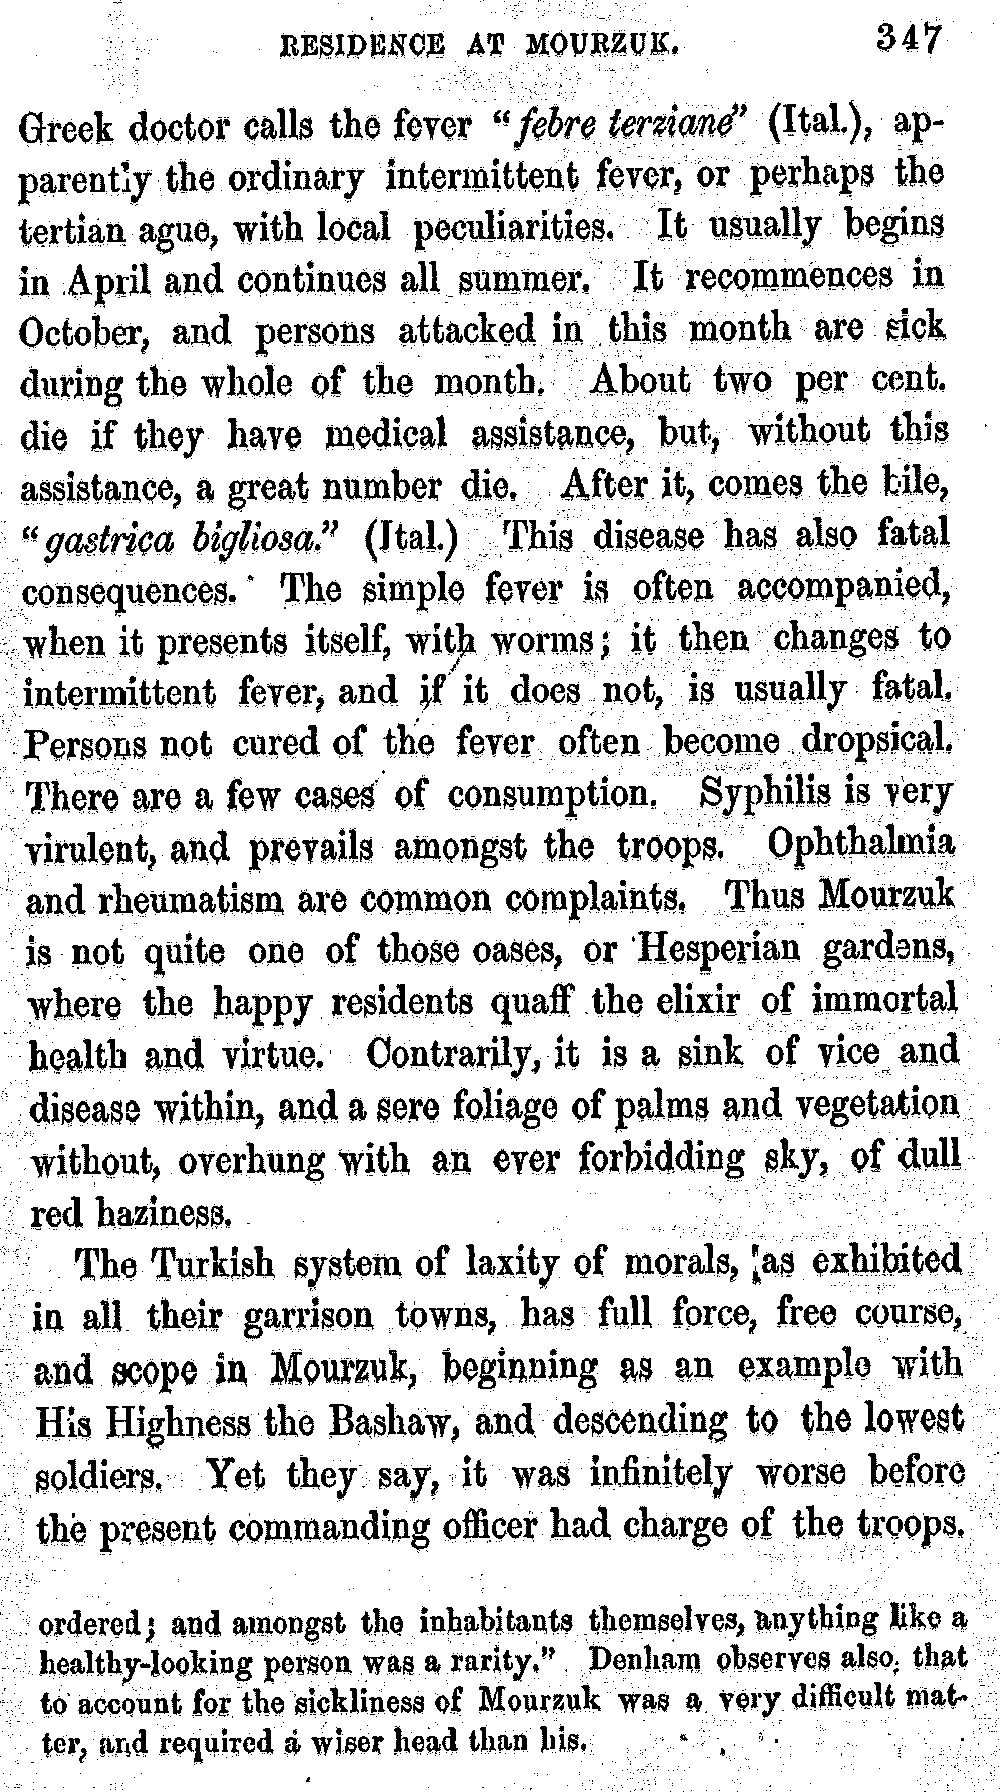 RESIDENCE AT MOURZUK. 347
Greek doctor calls the fever "febre terziane" (Ital.), ap-
parently the ordinary intermittent fever, or perhaps the
tertian ague, with local peculiarities. It usually begins
in April and continues all summer. It recommences in
October, and persons attacked in this month are sick
during the whole of the month. About two per cent.
die if they have medical assistance, but, without this
assistance, a great number die. After it, comes the bile,
"gastrica bigliosa." (Ital.) This disease has also fatal
consequences. The simple fever is often accompanied,
when it presents itself, with worms; it then changes to
intermittent fever, and if it does not, is usually fatal.
Persons not cured of the fever often become dropsical.
There are a few cases of consumption. Syphilis is very
virulent, and prevails amongst the troops. Ophthalmia
and rheumatism are common complaints. Thus Mourzuk
is not quite one of those oases, or Hesperian gardens,
where the happy residents quaff the elixir of immortal
health and virtue. Contrarily, it is a sink of vice and
disease within, and a sere foliage of palms and vegetation
without, overhung with an ever forbidding sky, of dull
red haziness.
The Turkish system of laxity of morals, as exhibited
in all their garrison towns, has full force, free course,
and scope in Mourzuk, beginning as an example with
His Highness the Bashaw, and descending to the lowest
soldiers. Yet they say, it was infinitely worse before
the present commanding officer had charge of the troops.
ordered; and amongst the inhabitants themselves, anything like a
healthy-looking person was a rarity." Denham observes also, that
to account for the sickliness of Mourzuk was a very difficult mat-
ter, and required a wiser head than his.